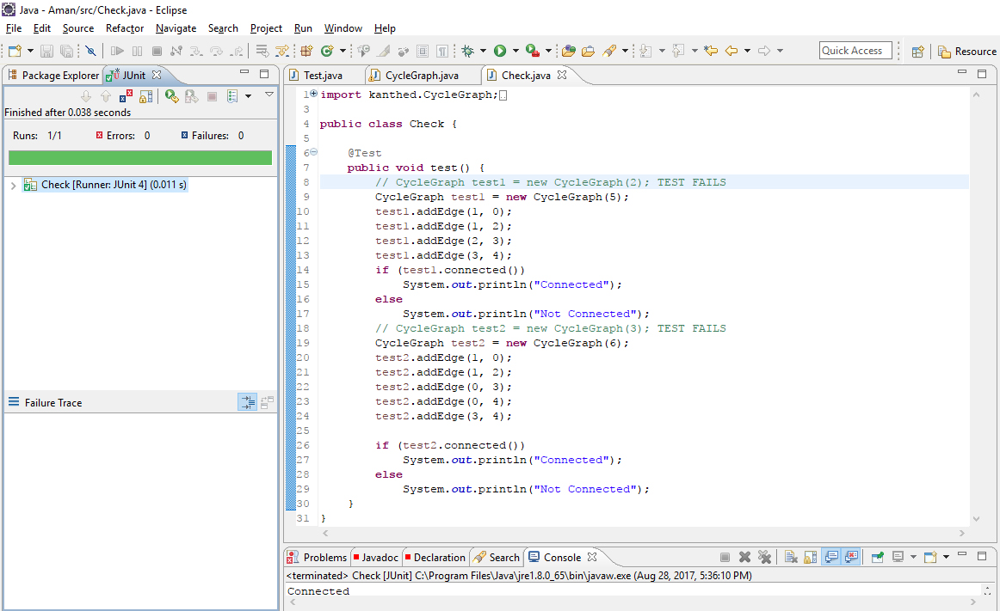 Java - Aman/src/Check.java - Eclipse
File Edit Source Refactor Navigate Search Project Run Window Help
Quick Access
Resource
Package Explorer JUnit
Test.java CycleGraph.java Check.java
Finished after 0.038 seconds
Runs: 1/1 Errors: 0 Failures: 0
Check [Runner: JUnit 4] (0.011 s)
Failure Trace
1 import kanthed.CycleGraph;
3
4 public class Check {
5
6 @Test
7 public void test() {
8 // CycleGraph test1 = new CycleGraph(2); TEST FAILS
9 CycleGraph test1 = new CycleGraph(5);
10 test1.addEdge(1, 0);
11 test1.addEdge(1, 2);
12 test1.addEdge(2, 3);
13 test1.addEdge(3, 4);
14 if (test1.connected())
15 System.out.println("Connected");
16 else
17 System.out.println("Not Connected");
18 // CycleGraph test2 = new CycleGraph(3); TEST FAILS
19 CycleGraph test2 = new CycleGraph(6);
20 test2.addEdge(1, 0);
21 test2.addEdge(1, 2);
22 test2.addEdge(0, 3);
23 test2.addEdge(0, 4);
24 test2.addEdge(3, 4);
25
26 if (test2.connected())
27 System.out.println("Connected");
28 else
29 System.out.println("Not Connected");
30 }
31 }
Problems Javadoc Declaration Search Console
<terminated> Check [JUnit] C:\Program Files\Java\jre1.8.0_65\bin\javaw.exe (Aug 28, 2017, 5:36:10 PM)
Connected